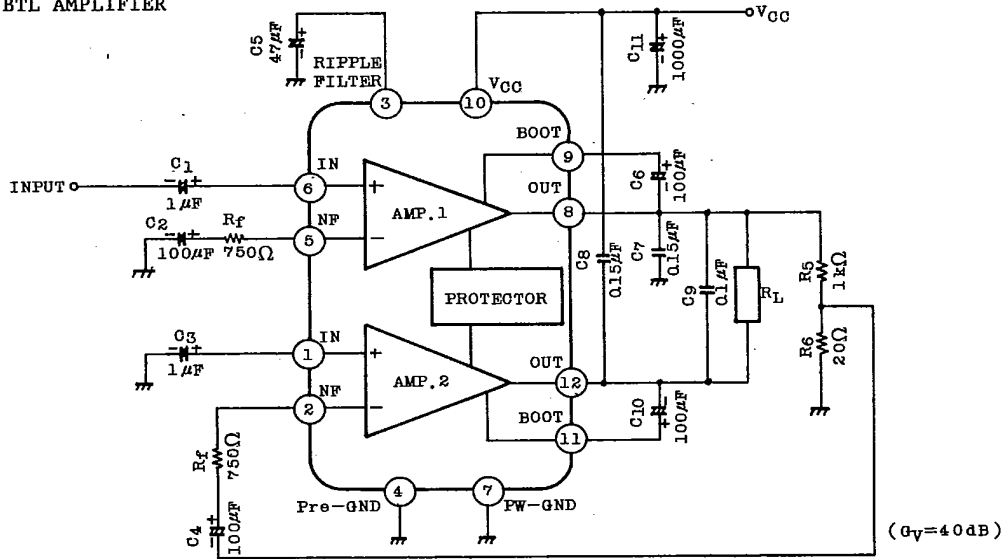 BTL AMPLIFIER
C5
47µF
RIPPLE
FILTER
3
VCC
10
C11
1000µF
VCC
BOOT
9
C6
100µF
OUT
8
INPUT
C1
1µF
IN
6
+
AMP.1
C2
100µF
Rf
750Ω
NF
5
−
C8
0.15µF
C7
0.15µF
C9
0.1µF
RL
R5
1kΩ
R6
20Ω
PROTECTOR
C3
1µF
IN
1
+
AMP.2
NF
2
−
OUT
12
BOOT
11
C10
100µF
Rf
750Ω
C4
100µF
Pre-GND
4
7
PW-GND
(GV=40dB)